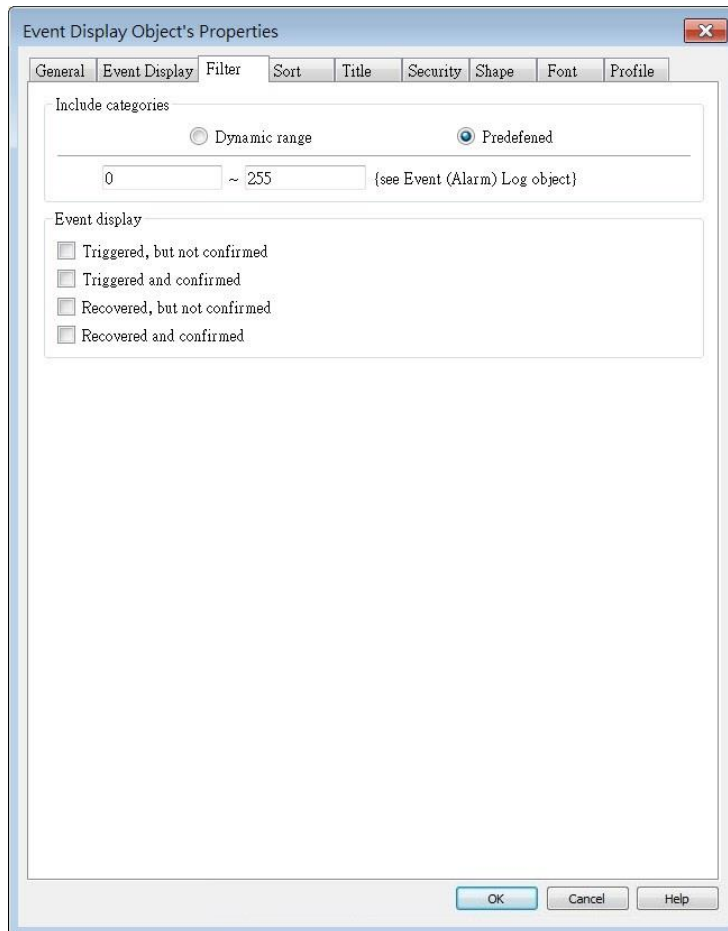 Event Display Object's Properties
General Event Display Filter Sort Title Security Shape Font Profile
Include categories
Dynamic range Predefened
0 ~ 255 {see Event (Alarm) Log object}
Event display
Triggered, but not confirmed
Triggered and confirmed
Recovered, but not confirmed
Recovered and confirmed
OK Cancel Help